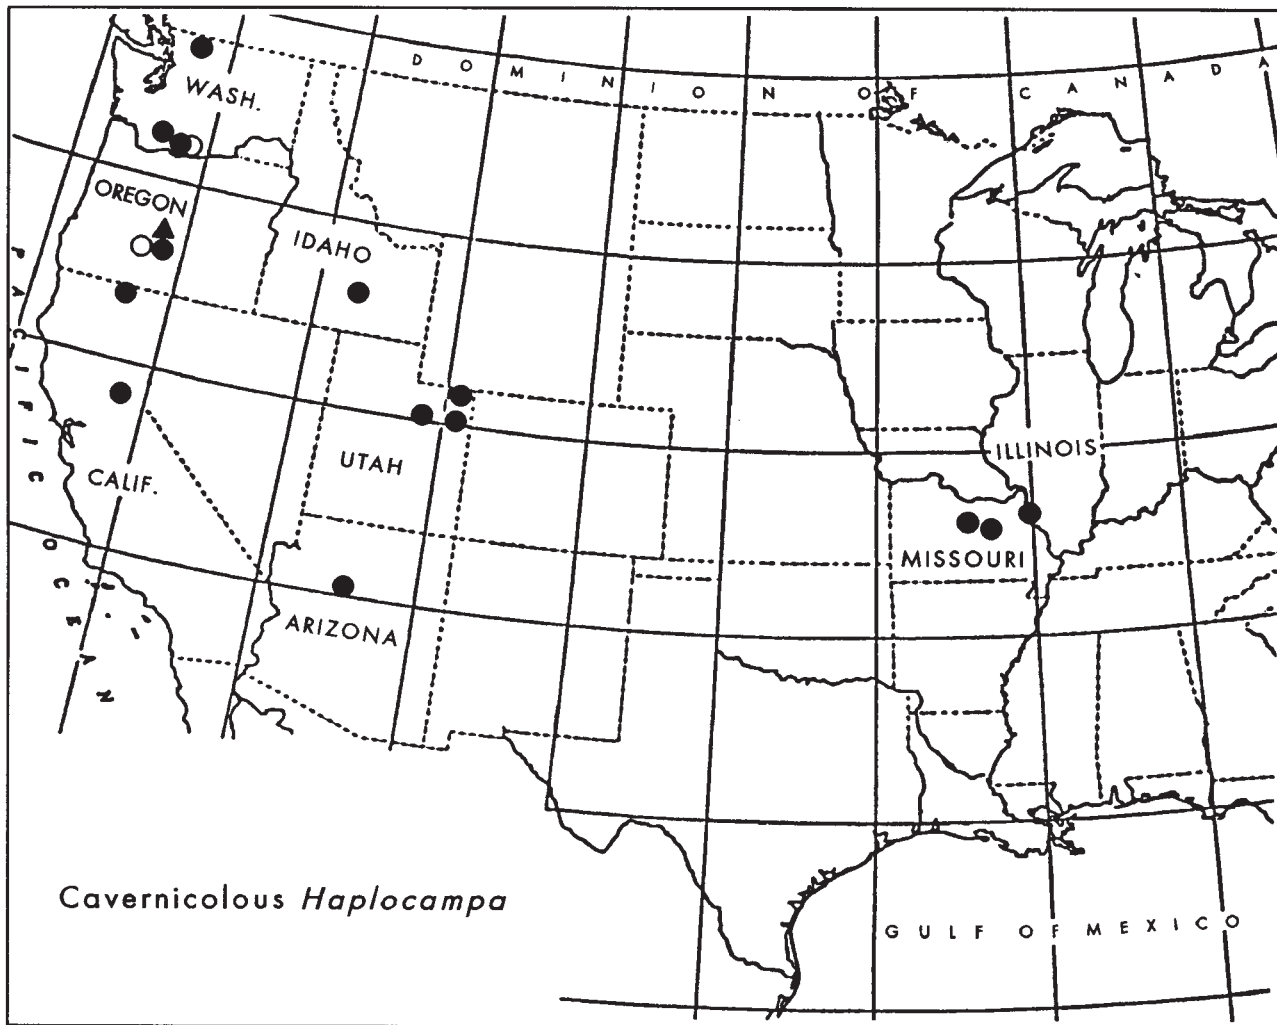 DOMINION OF CANADA
WASH.
OREGON
IDAHO
PACIFIC OCEAN
UTAH
ILLINOIS
CALIF.
MISSOURI
ARIZONA
Cavernicolous Haplocampa
GULF OF MEXICO